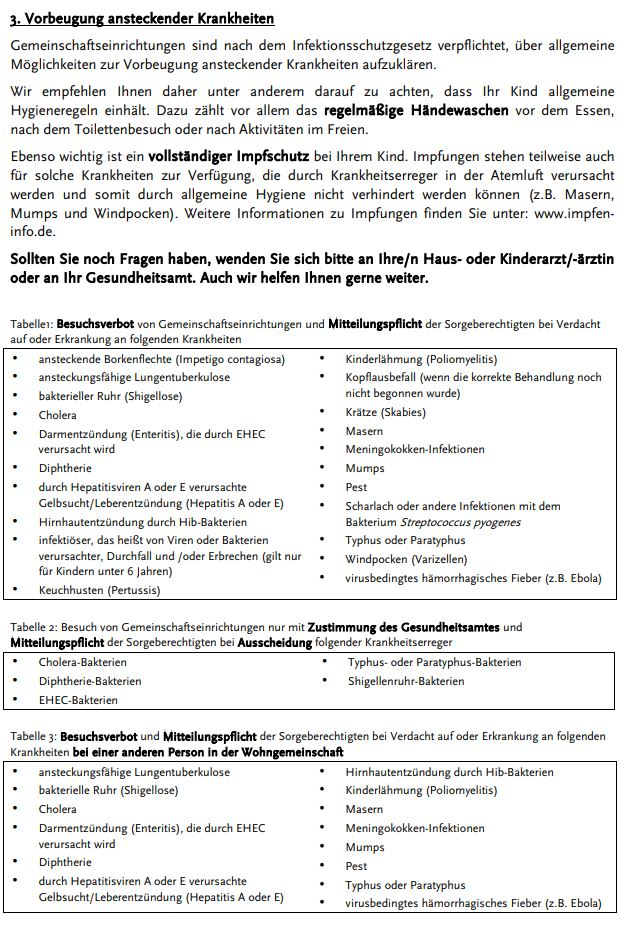 3. Vorbeugung ansteckender Krankheiten
Gemeinschaftseinrichtungen sind nach dem Infektionsschutzgesetz verpflichtet, über allgemeine
Möglichkeiten zur Vorbeugung ansteckender Krankheiten aufzuklären.
Wir empfehlen Ihnen daher unter anderem darauf zu achten, dass Ihr Kind allgemeine
Hygieneregeln einhält. Dazu zählt vor allem das regelmäßige Händewaschen vor dem Essen,
nach dem Toilettenbesuch oder nach Aktivitäten im Freien.
Ebenso wichtig ist ein vollständiger Impfschutz bei Ihrem Kind. Impfungen stehen teilweise auch
für solche Krankheiten zur Verfügung, die durch Krankheitserreger in der Atemluft verursacht
werden und somit durch allgemeine Hygiene nicht verhindert werden können (z.B. Masern,
Mumps und Windpocken). Weitere Informationen zu Impfungen finden Sie unter: www.impfen-
info.de.
Sollten Sie noch Fragen haben, wenden Sie sich bitte an Ihre/n Haus- oder Kinderarzt/-ärztin
oder an Ihr Gesundheitsamt. Auch wir helfen Ihnen gerne weiter.
Tabelle1: Besuchsverbot von Gemeinschaftseinrichtungen und Mitteilungspflicht der Sorgeberechtigten bei Verdacht
auf oder Erkrankung an folgenden Krankheiten
• ansteckende Borkenflechte (Impetigo contagiosa)
• ansteckungsfähige Lungentuberkulose
• bakterieller Ruhr (Shigellose)
• Cholera
• Darmentzündung (Enteritis), die durch EHEC
verursacht wird
• Diphtherie
• durch Hepatitisviren A oder E verursachte
Gelbsucht/Leberentzündung (Hepatitis A oder E)
• Hirnhautentzündung durch Hib-Bakterien
• infektiöser, das heißt von Viren oder Bakterien
verursachter, Durchfall und /oder Erbrechen (gilt nur
für Kindern unter 6 Jahren)
• Keuchhusten (Pertussis)
• Kinderlähmung (Poliomyelitis)
• Kopflausbefall (wenn die korrekte Behandlung noch
nicht begonnen wurde)
• Krätze (Skabies)
• Masern
• Meningokokken-Infektionen
• Mumps
• Pest
• Scharlach oder andere Infektionen mit dem
Bakterium Streptococcus pyogenes
• Typhus oder Paratyphus
• Windpocken (Varizellen)
• virusbedingtes hämorrhagisches Fieber (z.B. Ebola)
Tabelle 2: Besuch von Gemeinschaftseinrichtungen nur mit Zustimmung des Gesundheitsamtes und
Mitteilungspflicht der Sorgeberechtigten bei Ausscheidung folgender Krankheitserreger
• Cholera-Bakterien
• Diphtherie-Bakterien
• EHEC-Bakterien
• Typhus- oder Paratyphus-Bakterien
• Shigellenruhr-Bakterien
Tabelle 3: Besuchsverbot und Mitteilungspflicht der Sorgeberechtigten bei Verdacht auf oder Erkrankung an folgenden
Krankheiten bei einer anderen Person in der Wohngemeinschaft
• ansteckungsfähige Lungentuberkulose
• bakterielle Ruhr (Shigellose)
• Cholera
• Darmentzündung (Enteritis), die durch EHEC
verursacht wird
• Diphtherie
• durch Hepatitisviren A oder E verursachte
Gelbsucht/Leberentzündung (Hepatitis A oder E)
• Hirnhautentzündung durch Hib-Bakterien
• Kinderlähmung (Poliomyelitis)
• Masern
• Meningokokken-Infektionen
• Mumps
• Pest
• Typhus oder Paratyphus
• virusbedingtes hämorrhagisches Fieber (z.B. Ebola)